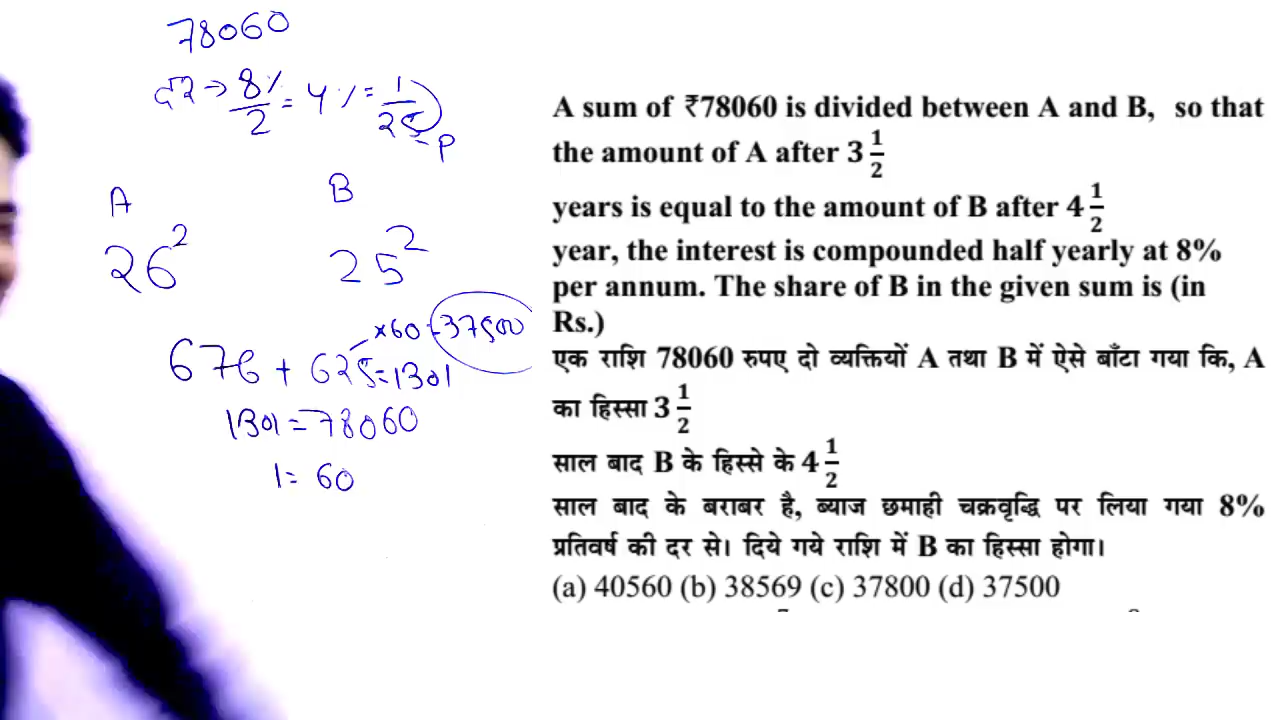 78060
दर → 8%/2 = 4% = 1/25 → P
A B
26² 25²
×60 = 37500
676 + 625 = 1301
1301 = 78060
1 = 60
A sum of ₹78060 is divided between A and B, so that
the amount of A after 3 1/2
years is equal to the amount of B after 4 1/2
year, the interest is compounded half yearly at 8%
per annum. The share of B in the given sum is (in
Rs.)
एक राशि 78060 रुपए दो व्यक्तियों A तथा B में ऐसे बाँटा गया कि, A
का हिस्सा 3 1/2
साल बाद B के हिस्से के 4 1/2
साल बाद के बराबर है, ब्याज छमाही चक्रवृद्धि पर लिया गया 8%
प्रतिवर्ष की दर से। दिये गये राशि में B का हिस्सा होगा।
(a) 40560 (b) 38569 (c) 37800 (d) 37500